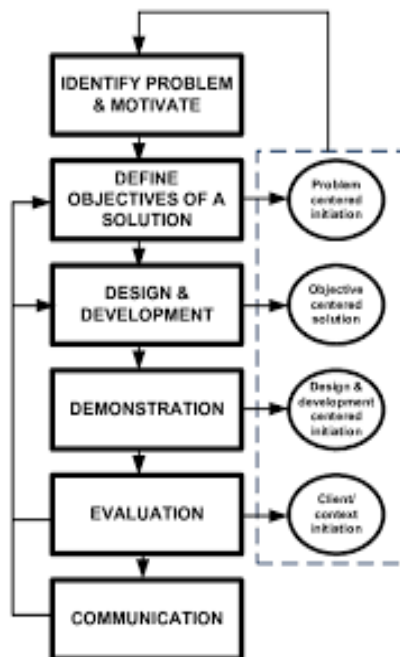 IDENTIFY PROBLEM
& MOTIVATE
DEFINE
OBJECTIVES OF A
SOLUTION
Problem
centered
initiation
DESIGN &
DEVELOPMENT
Objective
centered
solution
DEMONSTRATION
Design &
development
centered
initiation
EVALUATION
Client/
context
initiation
COMMUNICATION